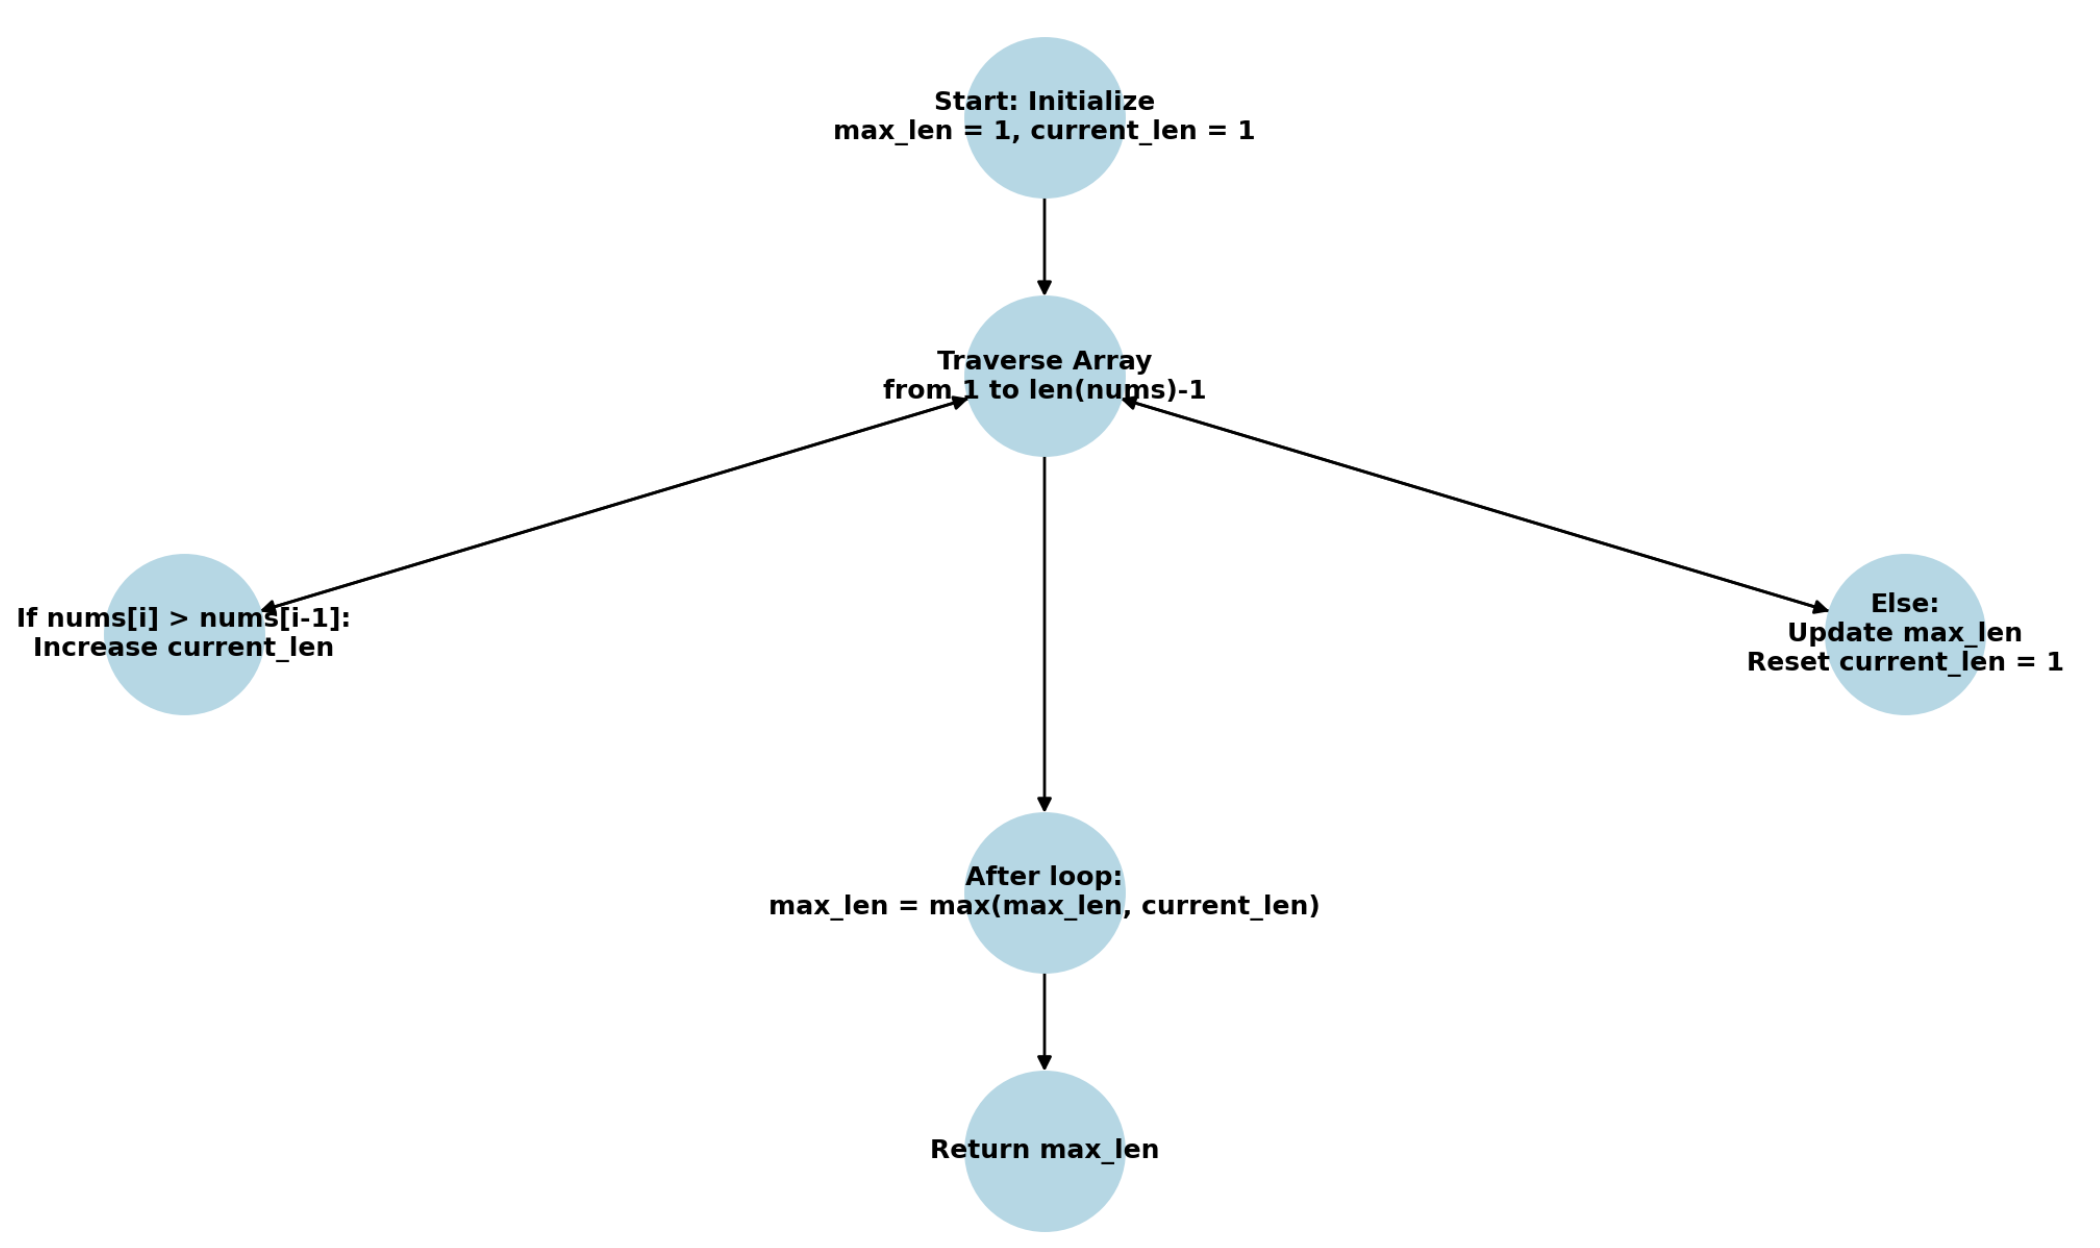 Start: Initialize
max_len = 1, current_len = 1
Traverse Array
from 1 to len(nums)-1
If nums[i] > nums[i-1]:
Increase current_len
Else:
Update max_len
Reset current_len = 1
After loop:
max_len = max(max_len, current_len)
Return max_len